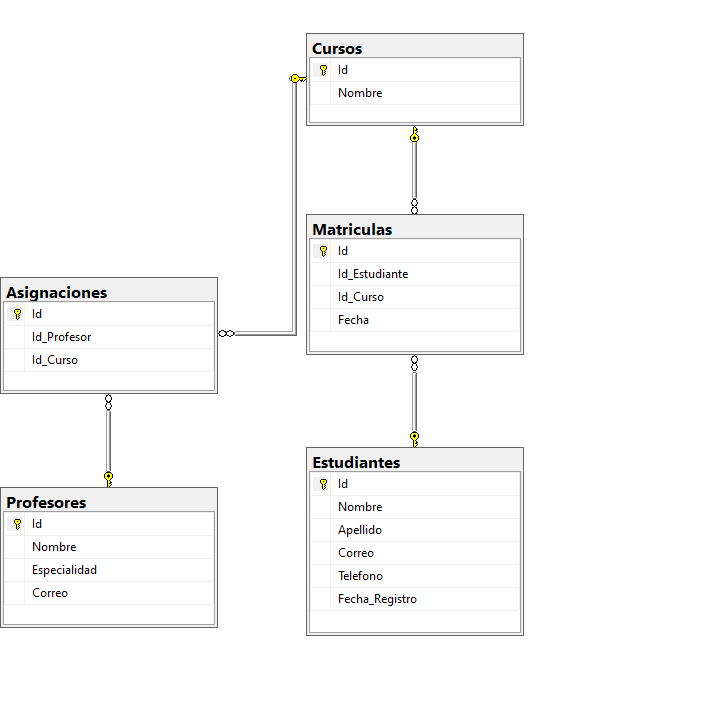 Cursos
Id
Nombre
Matriculas
Id
Id_Estudiante
Id_Curso
Fecha
Asignaciones
Id
Id_Profesor
Id_Curso
Estudiantes
Id
Nombre
Apellido
Correo
Telefono
Fecha_Registro
Profesores
Id
Nombre
Especialidad
Correo